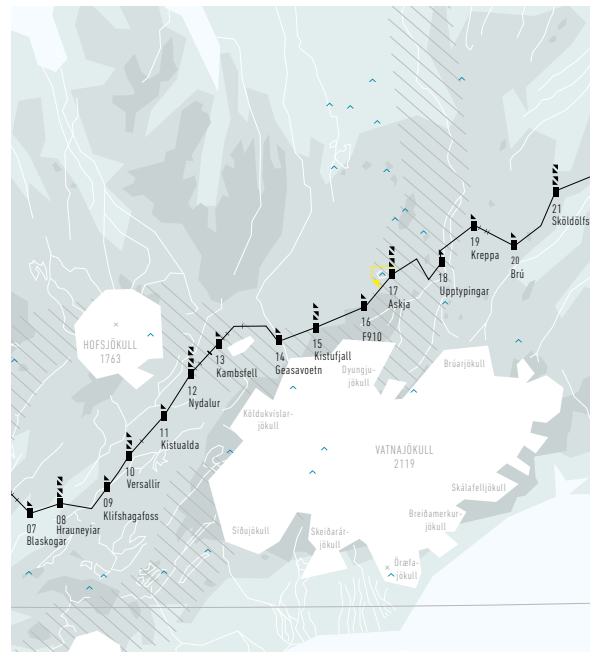 21
Sköldólfs
19
Kreppa
20
Brú
18
Upptypingar
17
Askja
16
F910
15
Kistufjall
14
Geasavoetn
13
Kambsfell
HOFSJÖKULL
1763
12
Nydalur
Dyngju-
jökull
Brúarjökull
11
Kistualda
Köldukvíslar-
jökull
VATNAJÖKULL
2119
10
Versallir
Skálafelljökull
09
Klifshagafoss
07
Blaskogar
08
Hrauneyiar
Breiðamerkur-
jökull
Síðujökull
Skeiðarár-
jökull
Öræfa-
jökull